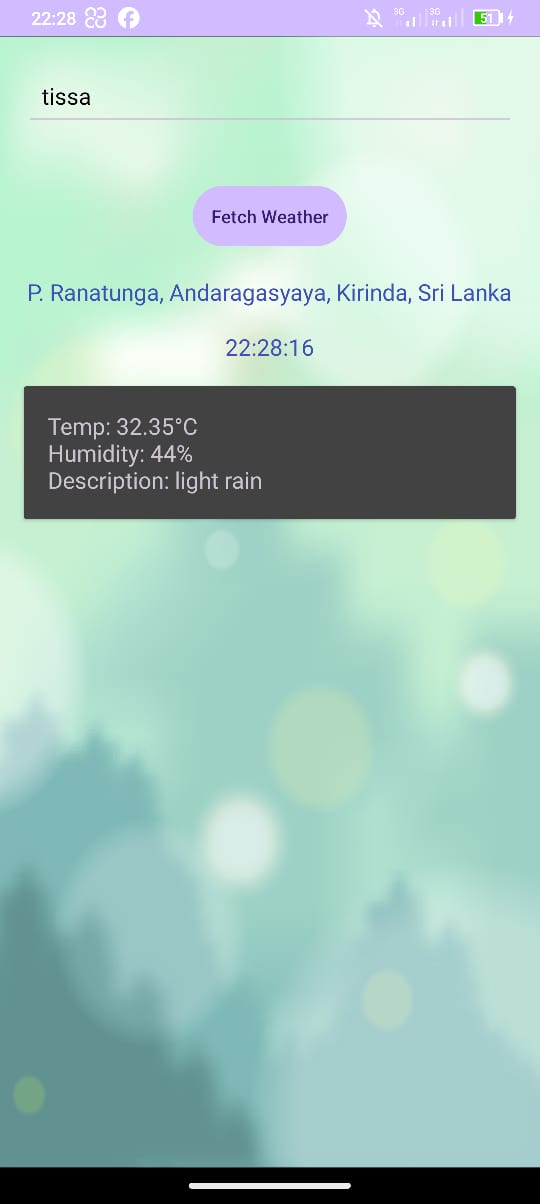 22:28
3G
3G
51
tissa
Fetch Weather
P. Ranatunga, Andaragasyaya, Kirinda, Sri Lanka
22:28:16
Temp: 32.35°C
Humidity: 44%
Description: light rain